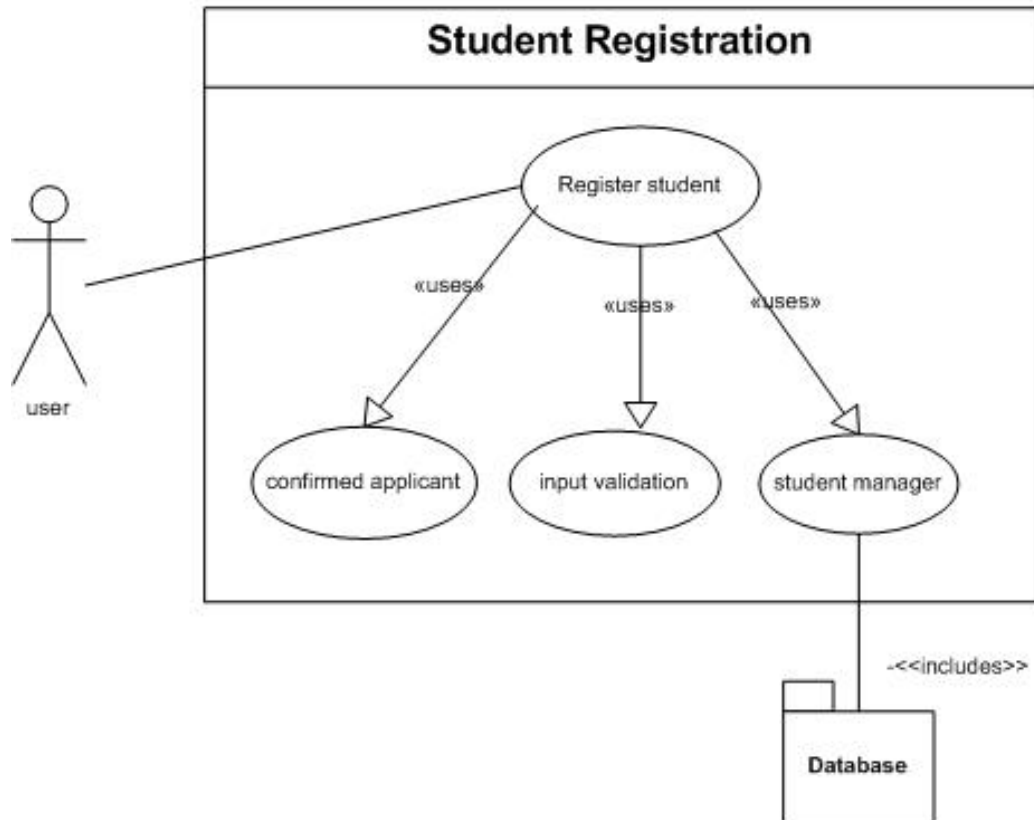 Student Registration
Register student
«uses»
«uses»
«uses»
user
confirmed applicant
input validation
student manager
-<<includes>>
Database